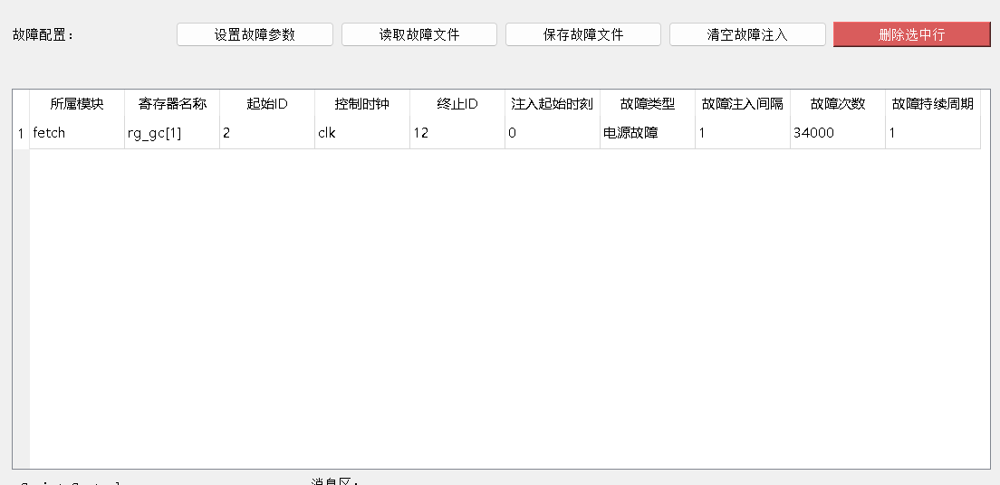 故障配置： 设置故障参数 读取故障文件 保存故障文件 清空故障注入 删除选中行
所属模块 寄存器名称 起始ID 控制时钟 终止ID 注入起始时刻 故障类型 故障注入间隔 故障次数 故障持续周期
1 fetch rg_gc[1] 2 clk 12 0 电源故障 1 34000 1
消息区：